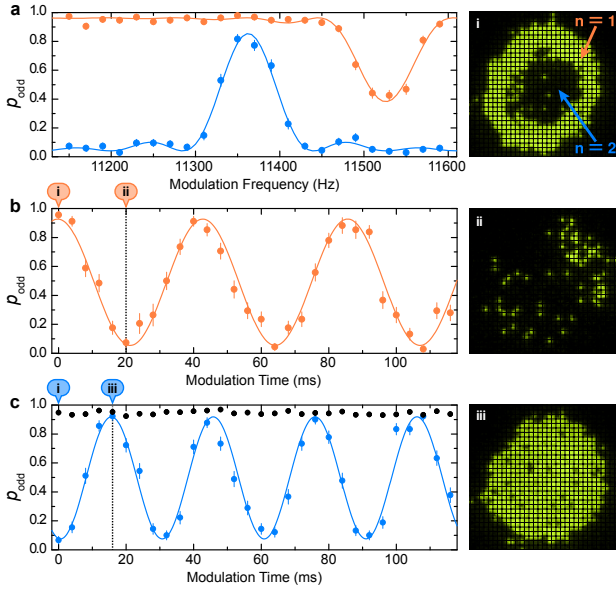 a
1.0
0.8
0.6
0.4
0.2
0.0
p_odd
11200 11300 11400 11500 11600
Modulation Frequency (Hz)
i
n = 1
n = 2
i ii
b
1.0
0.8
0.6
0.4
0.2
0.0
p_odd
0 20 40 60 80 100
Modulation Time (ms)
ii
i iii
c
1.0
0.8
0.6
0.4
0.2
0.0
p_odd
0 20 40 60 80 100
Modulation Time (ms)
iii